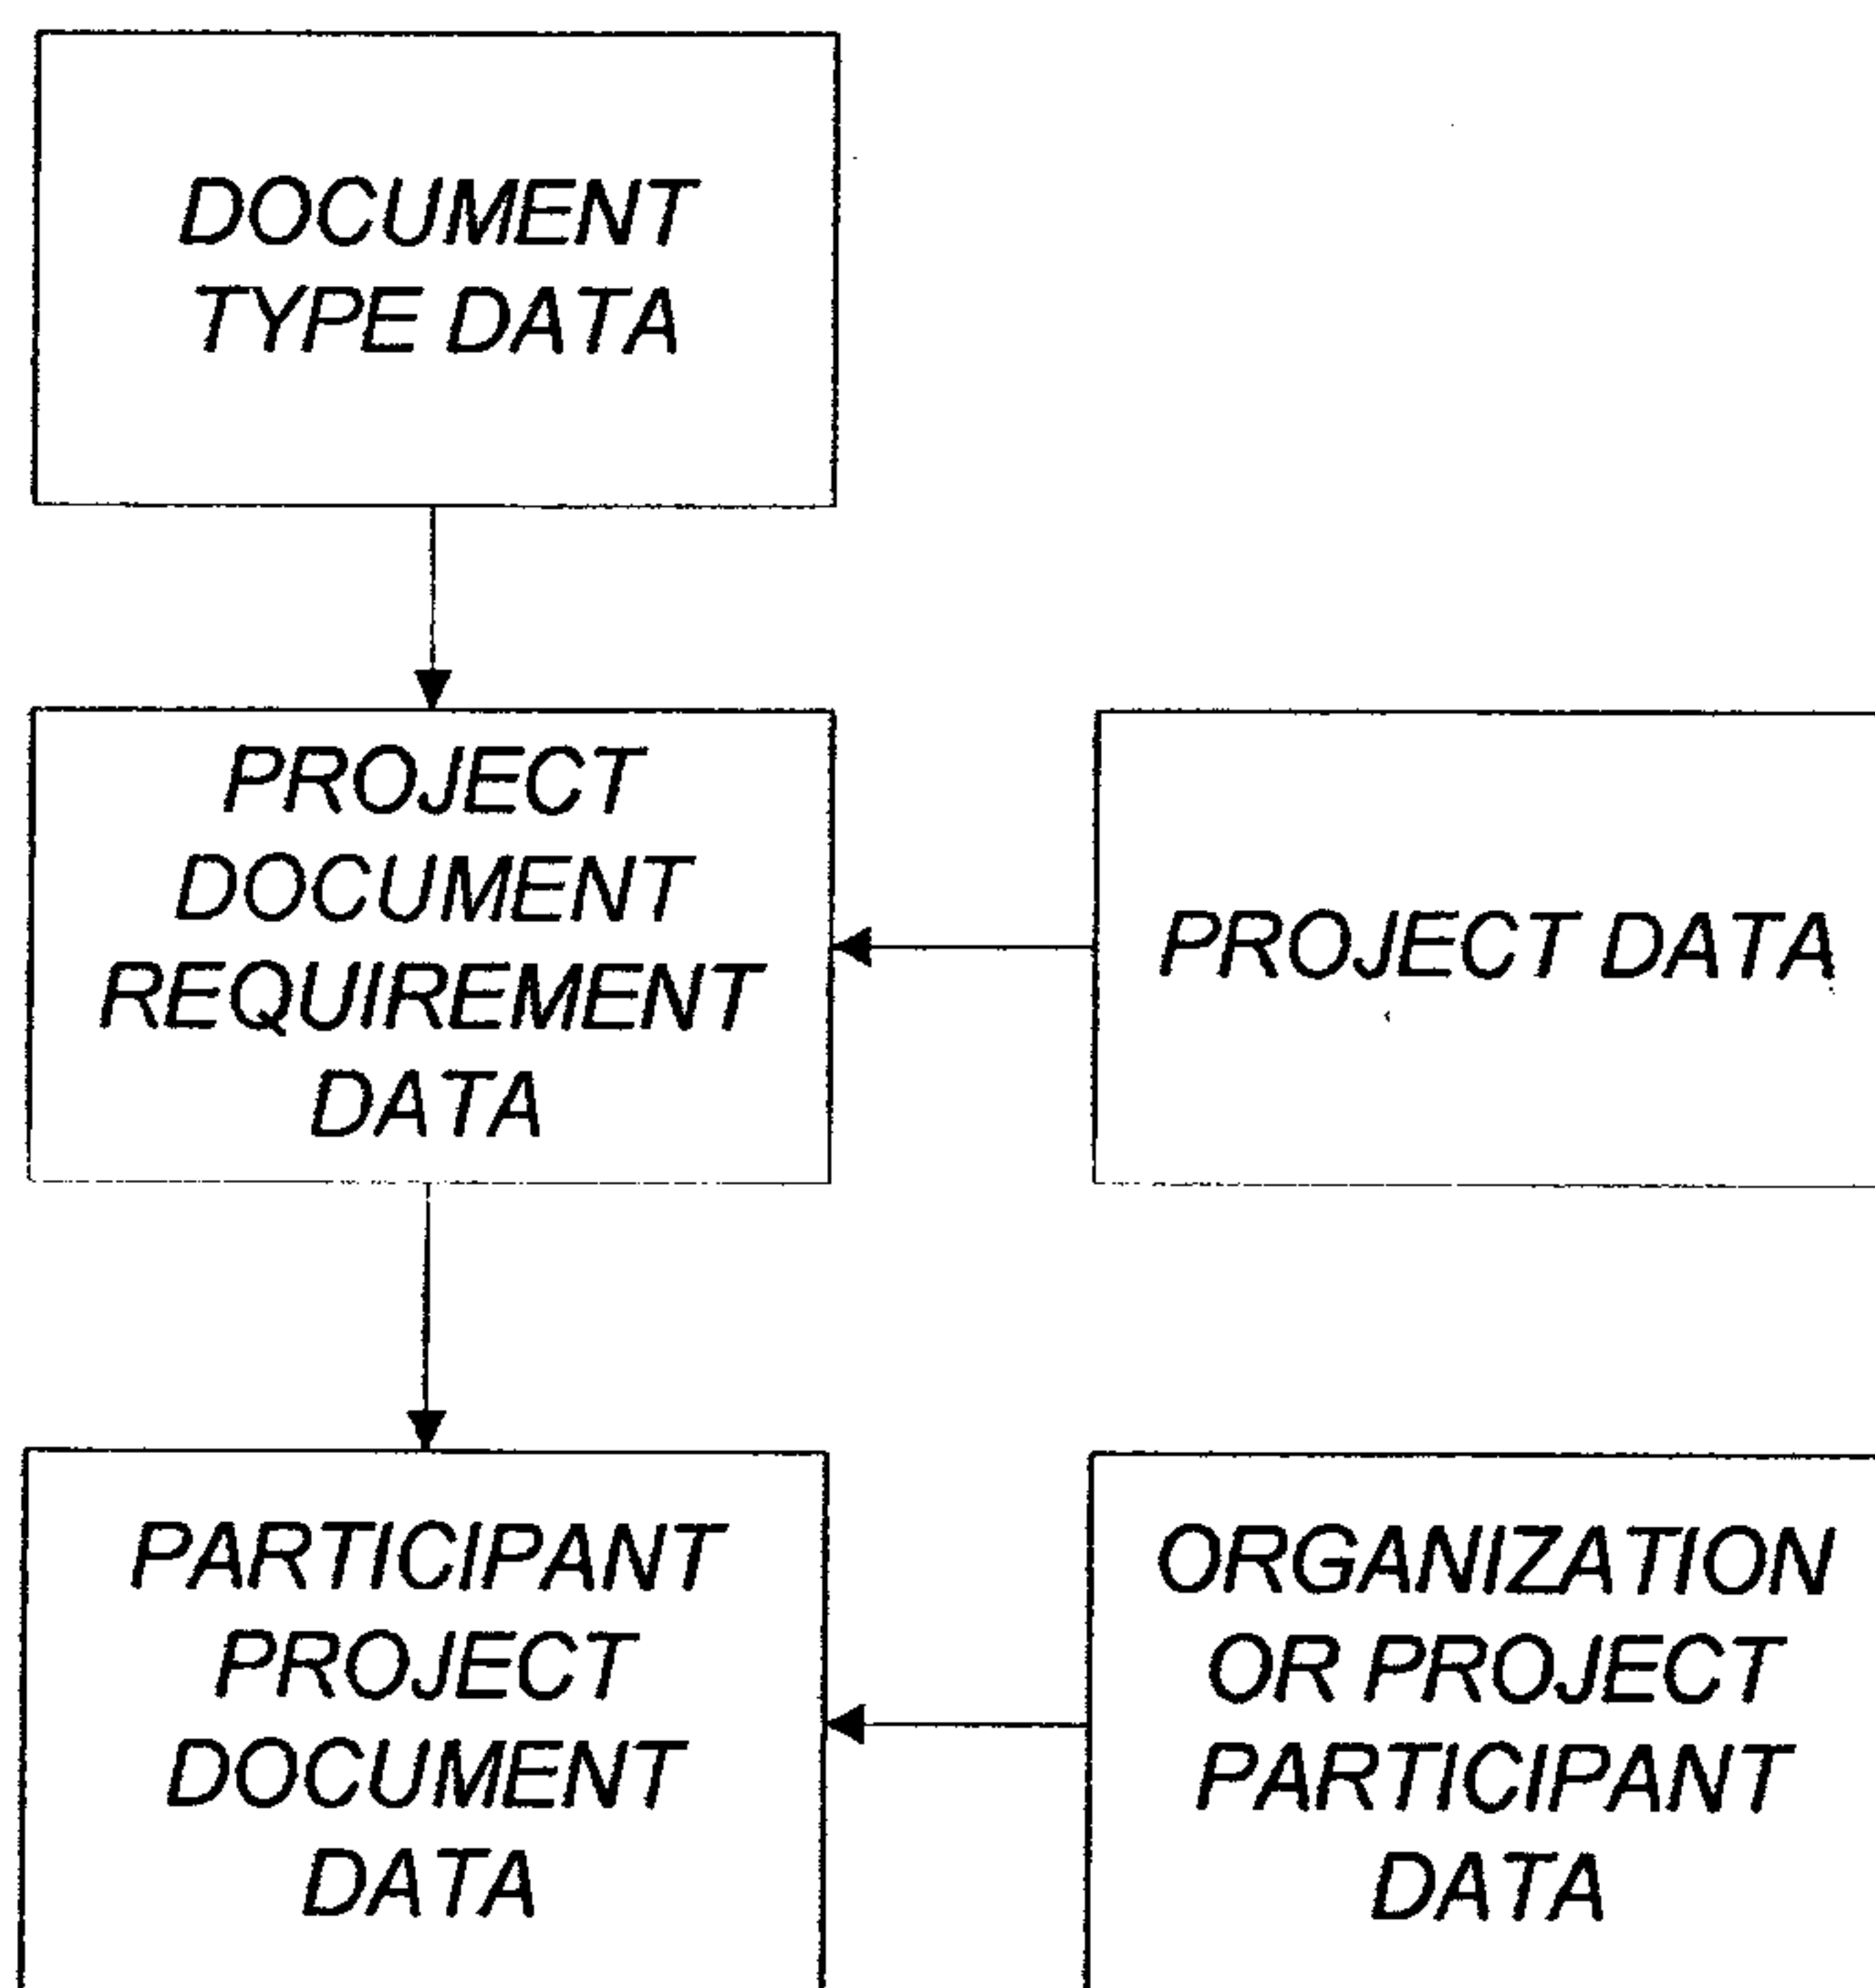 DOCUMENT
TYPE DATA
PROJECT
DOCUMENT
REQUIREMENT
DATA
PROJECT DATA
PARTICIPANT
PROJECT
DOCUMENT
DATA
ORGANIZATION
OR PROJECT
PARTICIPANT
DATA